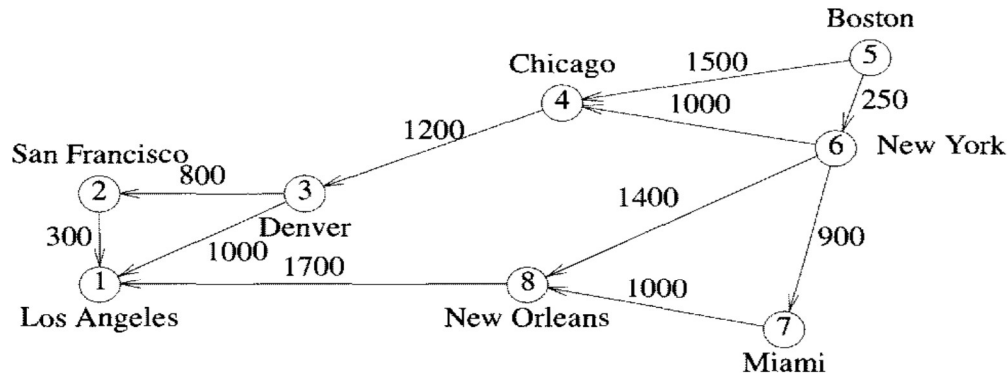 Boston
5
1500
Chicago
250
4
1000
1200
6
New York
San Francisco
800
2
3
1400
Denver
900
300
1000
1700
1
8
1000
Los Angeles
New Orleans
7
Miami